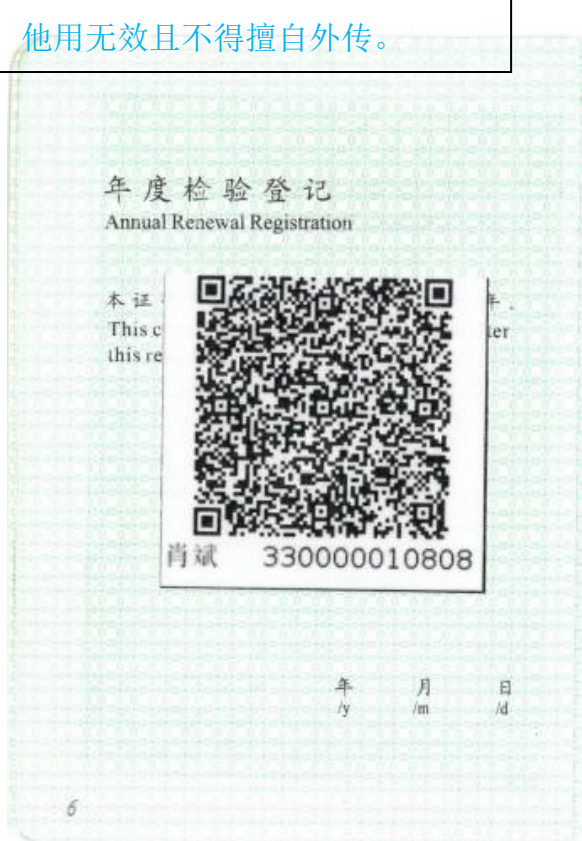 他用无效且不得擅自外传。
年度检验登记
Annual Renewal Registration
本证
年.
This c
ter
this re
肖斌 330000010808
年 月 日
/y /m /d
6